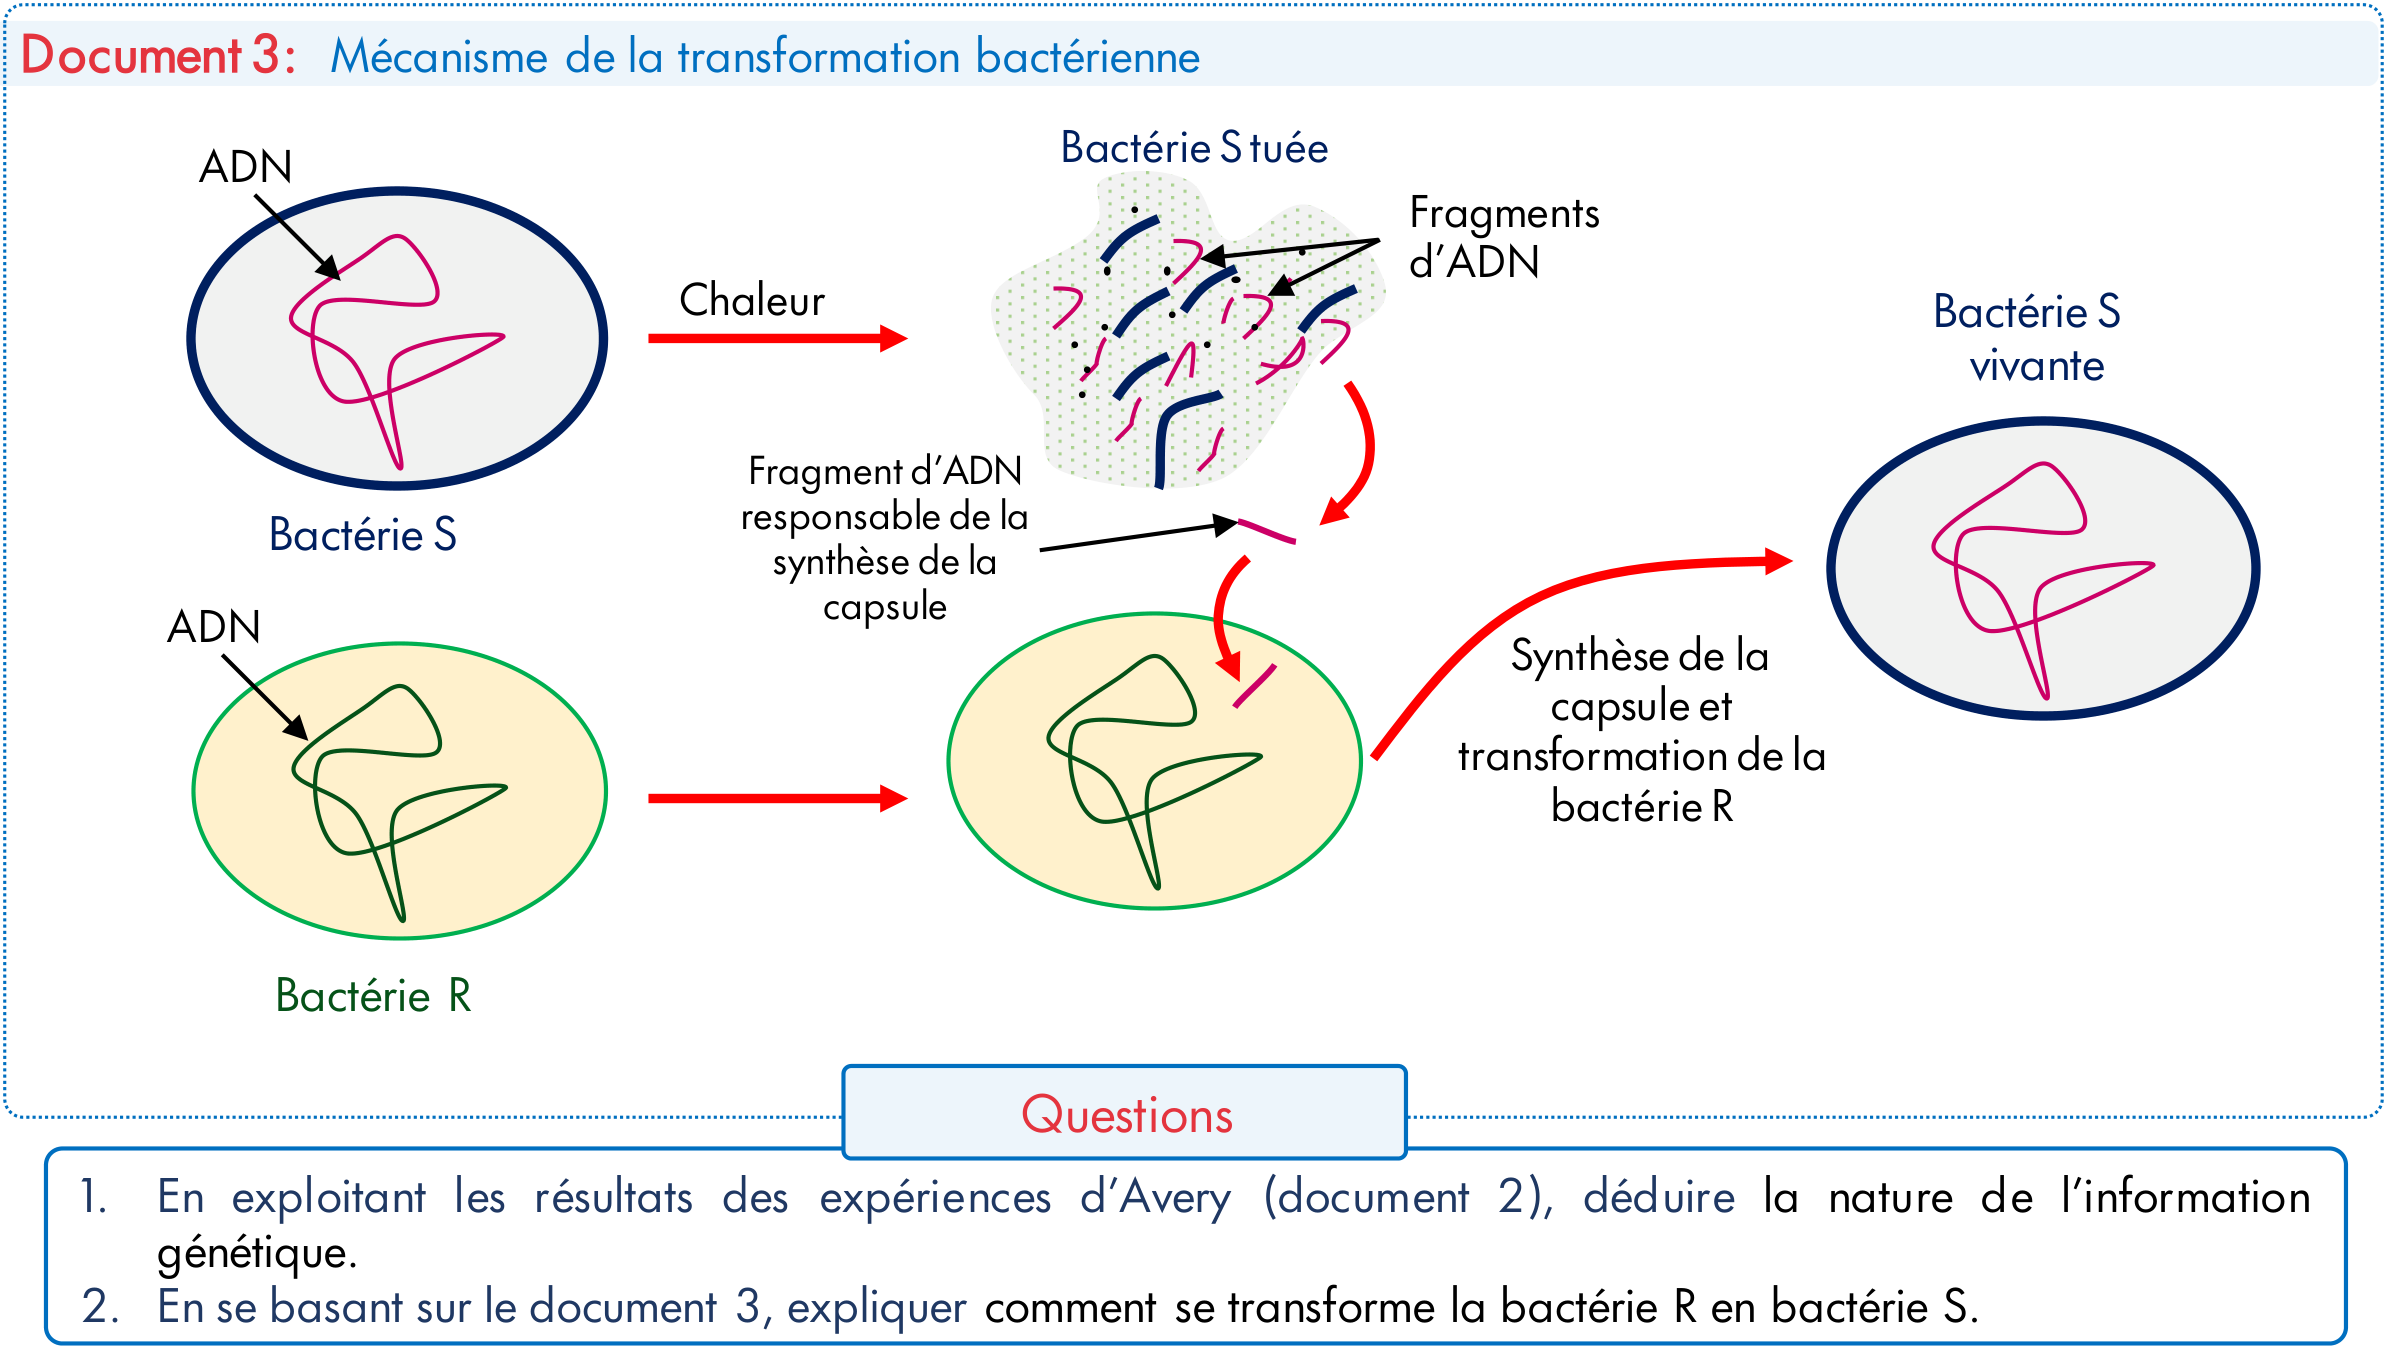 Document 3: Mécanisme de la transformation bactérienne
ADN
Bactérie S
Chaleur
Bactérie S tuée
Fragments
d’ADN
Fragment d’ADN
responsable de la
synthèse de la
capsule
ADN
Bactérie R
Synthèse de la
capsule et
transformation de la
bactérie R
Bactérie S
vivante
Questions
1. En exploitant les résultats des expériences d’Avery (document 2), déduire la nature de l’information
génétique.
2. En se basant sur le document 3, expliquer comment se transforme la bactérie R en bactérie S.